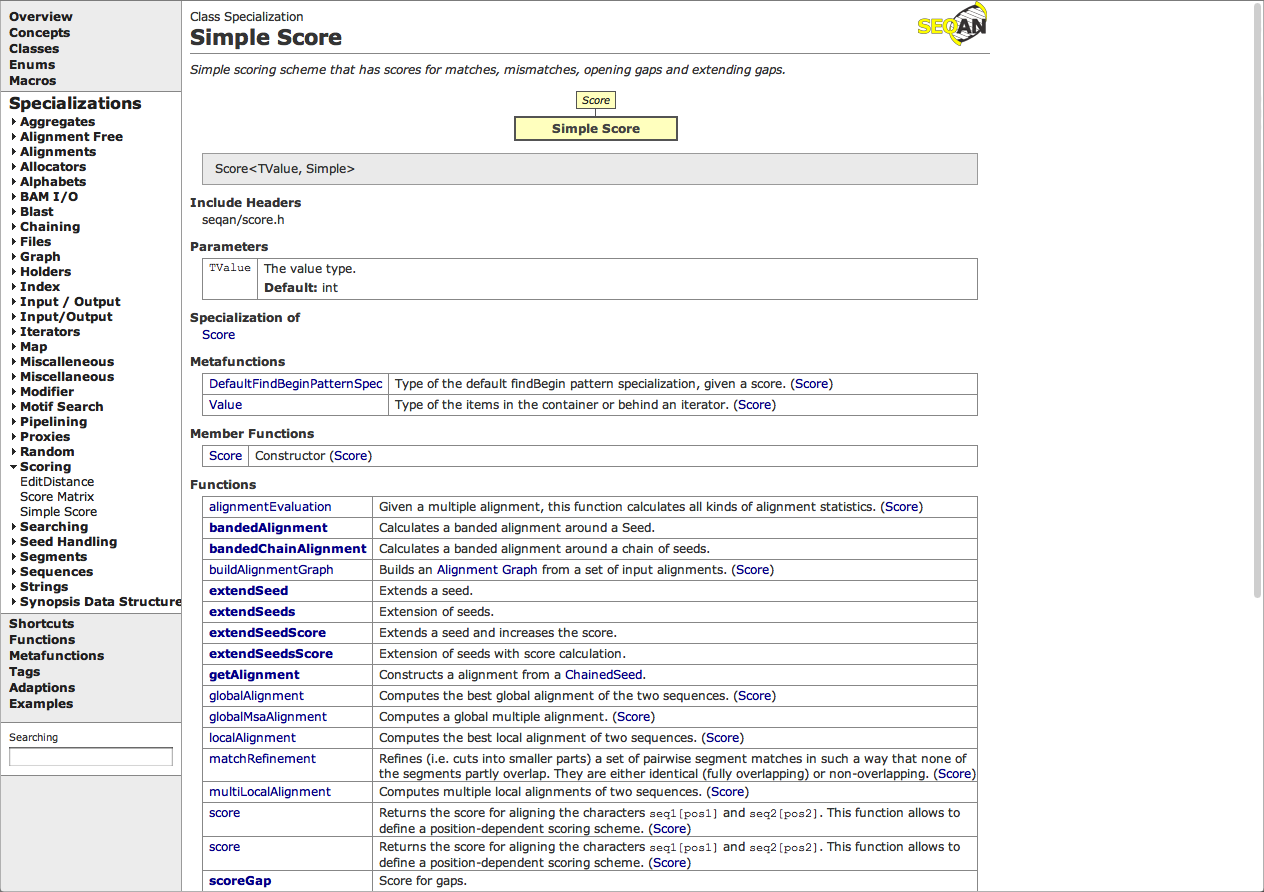 Overview
Concepts
Classes
Enums
Macros
Specializations
Aggregates
Alignment Free
Alignments
Allocators
Alphabets
BAM I/O
Blast
Chaining
Files
Graph
Holders
Index
Input / Output
Input/Output
Iterators
Map
Miscalleneous
Miscellaneous
Modifier
Motif Search
Pipelining
Proxies
Random
Scoring
EditDistance
Score Matrix
Simple Score
Searching
Seed Handling
Segments
Sequences
Strings
Synopsis Data Structure
Shortcuts
Functions
Metafunctions
Tags
Adaptions
Examples
Searching
Class Specialization
SEQAN
Simple Score
Simple scoring scheme that has scores for matches, mismatches, opening gaps and extending gaps.
Score
Simple Score
Score<TValue, Simple>
Include Headers
seqan/score.h
Parameters
TValue The value type.
Default: int
Specialization of
Score
Metafunctions
DefaultFindBeginPatternSpec Type of the default findBegin pattern specialization, given a score. (Score)
Value Type of the items in the container or behind an iterator. (Score)
Member Functions
Score Constructor (Score)
Functions
alignmentEvaluation Given a multiple alignment, this function calculates all kinds of alignment statistics. (Score)
bandedAlignment Calculates a banded alignment around a Seed.
bandedChainAlignment Calculates a banded alignment around a chain of seeds.
buildAlignmentGraph Builds an Alignment Graph from a set of input alignments. (Score)
extendSeed Extends a seed.
extendSeeds Extension of seeds.
extendSeedScore Extends a seed and increases the score.
extendSeedsScore Extension of seeds with score calculation.
getAlignment Constructs a alignment from a ChainedSeed.
globalAlignment Computes the best global alignment of the two sequences. (Score)
globalMsaAlignment Computes a global multiple alignment. (Score)
localAlignment Computes the best local alignment of two sequences. (Score)
matchRefinement Refines (i.e. cuts into smaller parts) a set of pairwise segment matches in such a way that none of
the segments partly overlap. They are either identical (fully overlapping) or non-overlapping. (Score)
multiLocalAlignment Computes multiple local alignments of two sequences. (Score)
score Returns the score for aligning the characters seq1[pos1] and seq2[pos2]. This function allows to
define a position-dependent scoring scheme. (Score)
score Returns the score for aligning the characters seq1[pos1] and seq2[pos2]. This function allows to
define a position-dependent scoring scheme. (Score)
scoreGap Score for gaps.